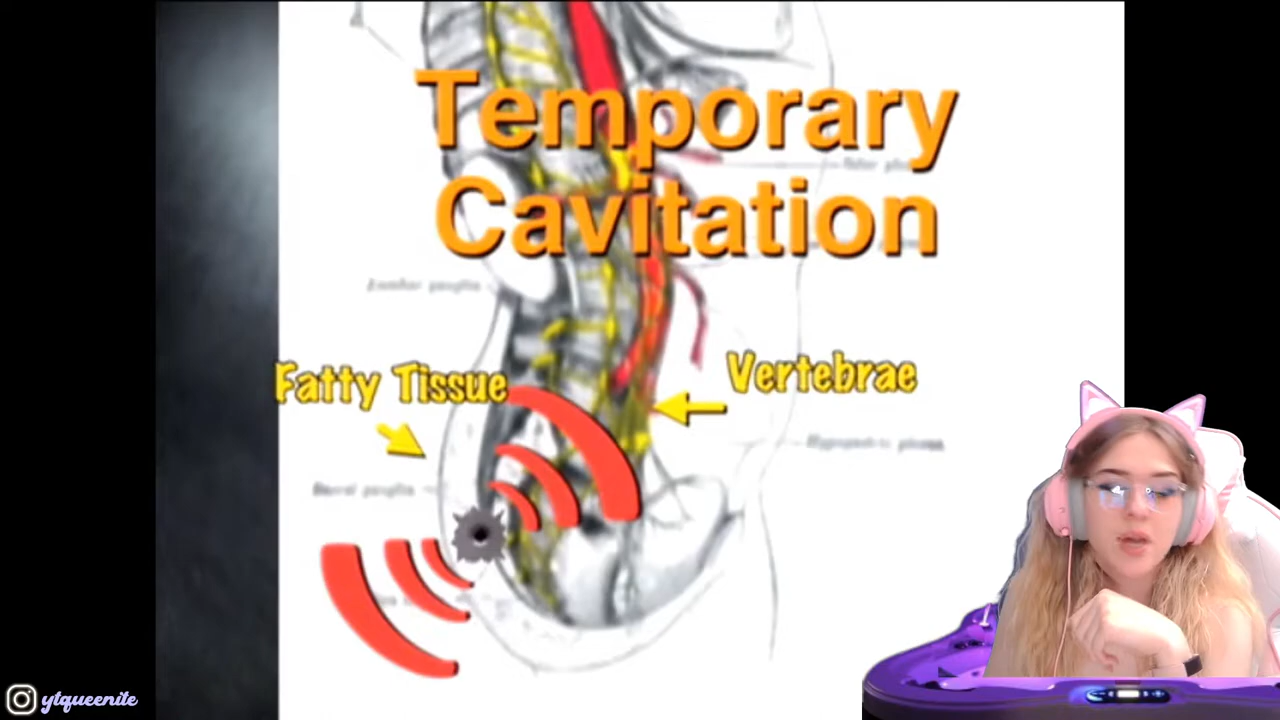 Temporary
Cavitation
Fatty Tissue
Vertebrae
ytqueenite